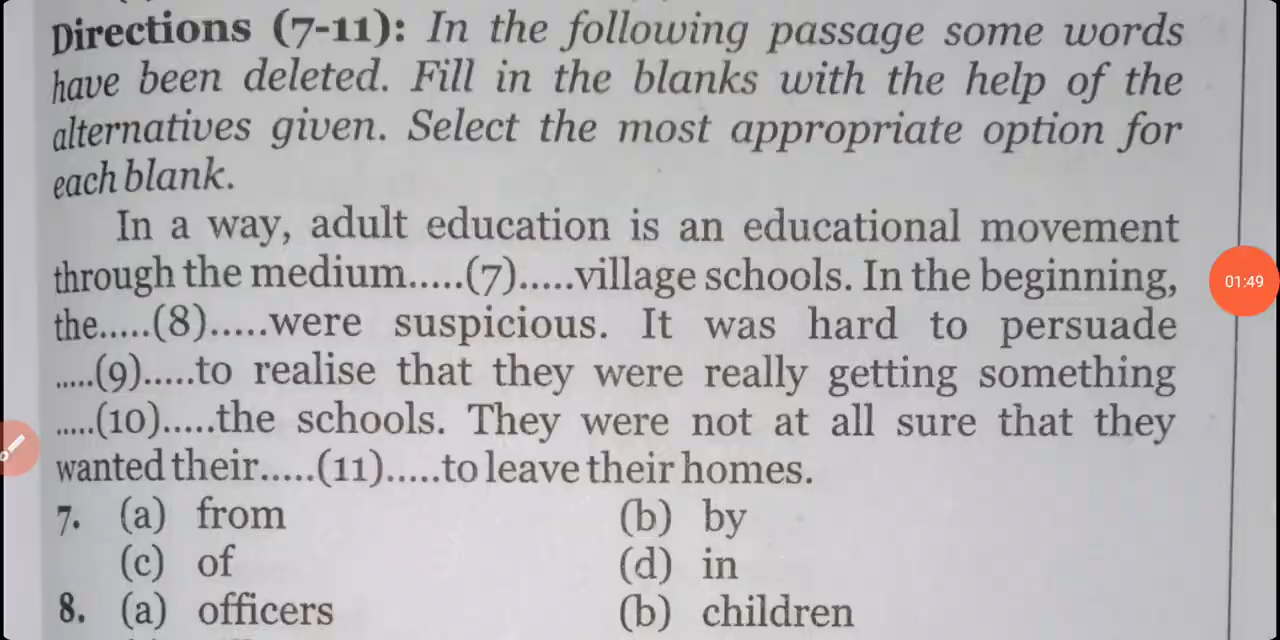 Directions (7-11): In the following passage some words
have been deleted. Fill in the blanks with the help of the
alternatives given. Select the most appropriate option for
each blank.
In a way, adult education is an educational movement
through the medium.....(7).....village schools. In the beginning,
the.....(8).....were suspicious. It was hard to persuade
.....(9).....to realise that they were really getting something
.....(10).....the schools. They were not at all sure that they
wanted their.....(11).....to leave their homes.
01:49
7. (a) from (b) by
(c) of (d) in
8. (a) officers (b) children